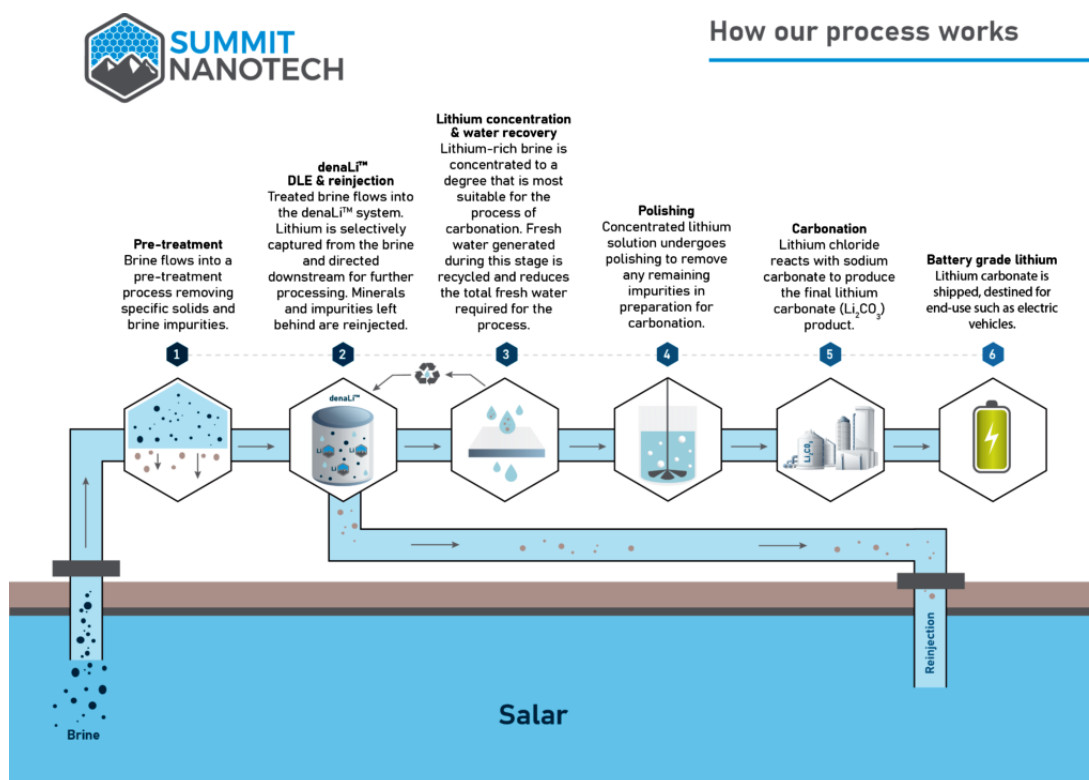 SUMMIT
NANOTECH
How our process works
Pre-treatment
Brine flows into a
pre-treatment
process removing
specific solids and
brine impurities.
denaLi™
DLE & reinjection
Treated brine flows into
the denaLi™ system.
Lithium is selectively
captured from the brine
and directed
downstream for further
processing. Minerals
and impurities left
behind are reinjected.
Lithium concentration
& water recovery
Lithium-rich brine is
concentrated to a
degree that is most
suitable for the
process of
carbonation. Fresh
water generated
during this stage is
recycled and reduces
the total fresh water
required for the
process.
Polishing
Concentrated lithium
solution undergoes
polishing to remove
any remaining
impurities in
preparation for
carbonation.
Carbonation
Lithium chloride
reacts with sodium
carbonate to produce
the final lithium
carbonate (Li₂CO₃)
product.
Battery grade lithium
Lithium carbonate is
shipped, destined for
end-use such as electric
vehicles.
1
2
3
4
5
6
denaLi™
Li
Li
Li
Li₂CO₃
Reinjection
Salar
Brine